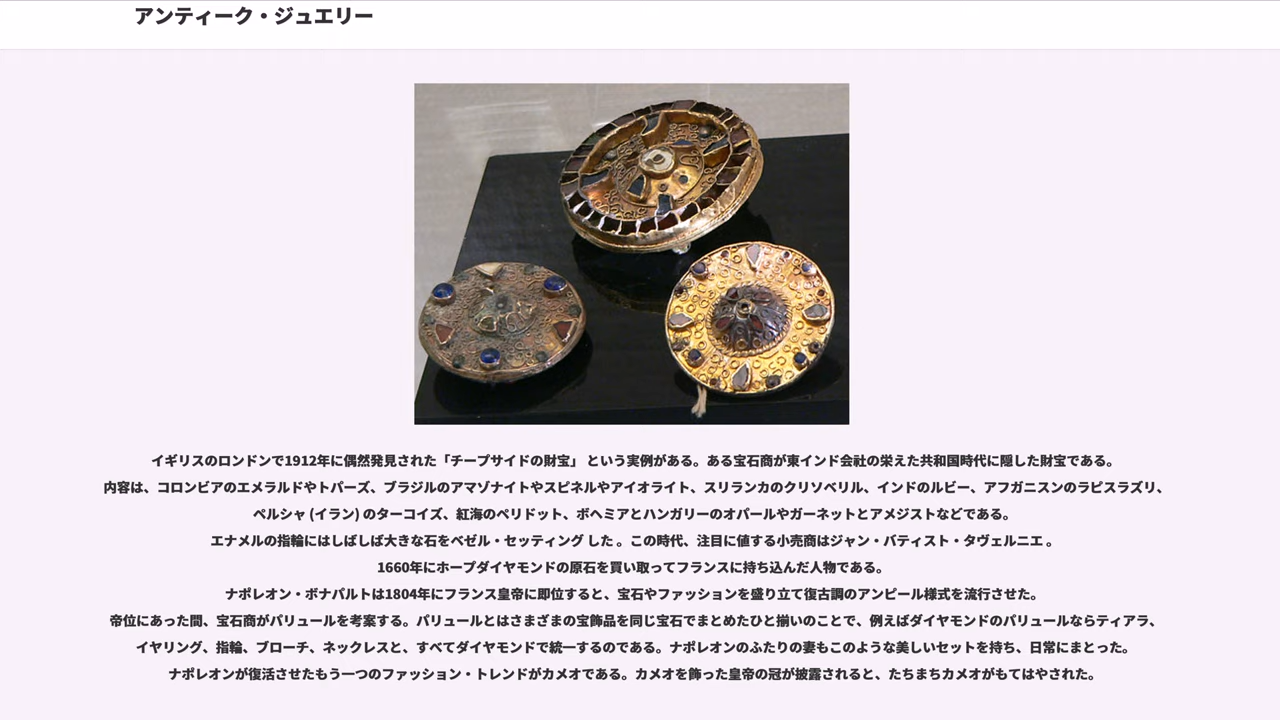 アンティーク・ジュエリー
イギリスのロンドンで1912年に偶然発見された「チープサイドの財宝」 という実例がある。ある宝石商が東インド会社の栄えた共和国時代に隠した財宝である。
内容は、コロンビアのエメラルドやトパーズ、ブラジルのアマゾナイトやスピネルやアイオライト、スリランカのクリソベリル、インドのルビー、アフガニスンのラピスラズリ、
ペルシャ (イラン) のターコイズ、紅海のペリドット、ボヘミアとハンガリーのオパールやガーネットとアメジストなどである。
エナメルの指輪にはしばしば大きな石をベゼル・セッティング した 。この時代、注目に値する小売商はジャン・バティスト・タヴェルニエ 。
1660年にホープダイヤモンドの原石を買い取ってフランスに持ち込んだ人物である。
ナポレオン・ボナパルトは1804年にフランス皇帝に即位すると、宝石やファッションを盛り立て復古調のアンピール様式を流行させた。
帝位にあった間、宝石商がパリュールを考案する。パリュールとはさまざまの宝飾品を同じ宝石でまとめたひと揃いのことで、例えばダイヤモンドのパリュールならティアラ、
イヤリング、指輪、ブローチ、ネックレスと、すべてダイヤモンドで統一するのである。ナポレオンのふたりの妻もこのような美しいセットを持ち、日常にまとった。
ナポレオンが復活させたもう一つのファッション・トレンドがカメオである。カメオを飾った皇帝の冠が披露されると、たちまちカメオがもてはやされた。